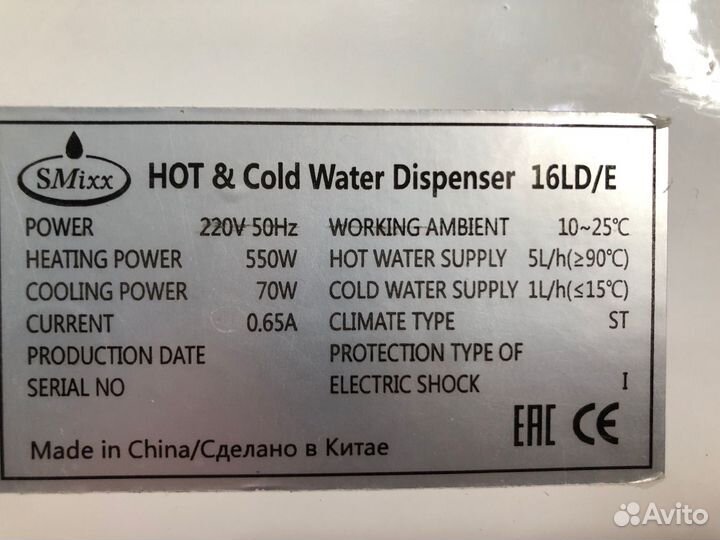 SMixx
HOT & Cold Water Dispenser 16LD/E
POWER 220V 50Hz WORKING AMBIENT 10~25℃
HEATING POWER 550W HOT WATER SUPPLY 5L/h(≥90℃)
COOLING POWER 70W COLD WATER SUPPLY 1L/h(≤15℃)
CURRENT 0.65A CLIMATE TYPE ST
PRODUCTION DATE PROTECTION TYPE OF
SERIAL NO ELECTRIC SHOCK I
EAC CE
Made in China/Сделано в Китае
Avito